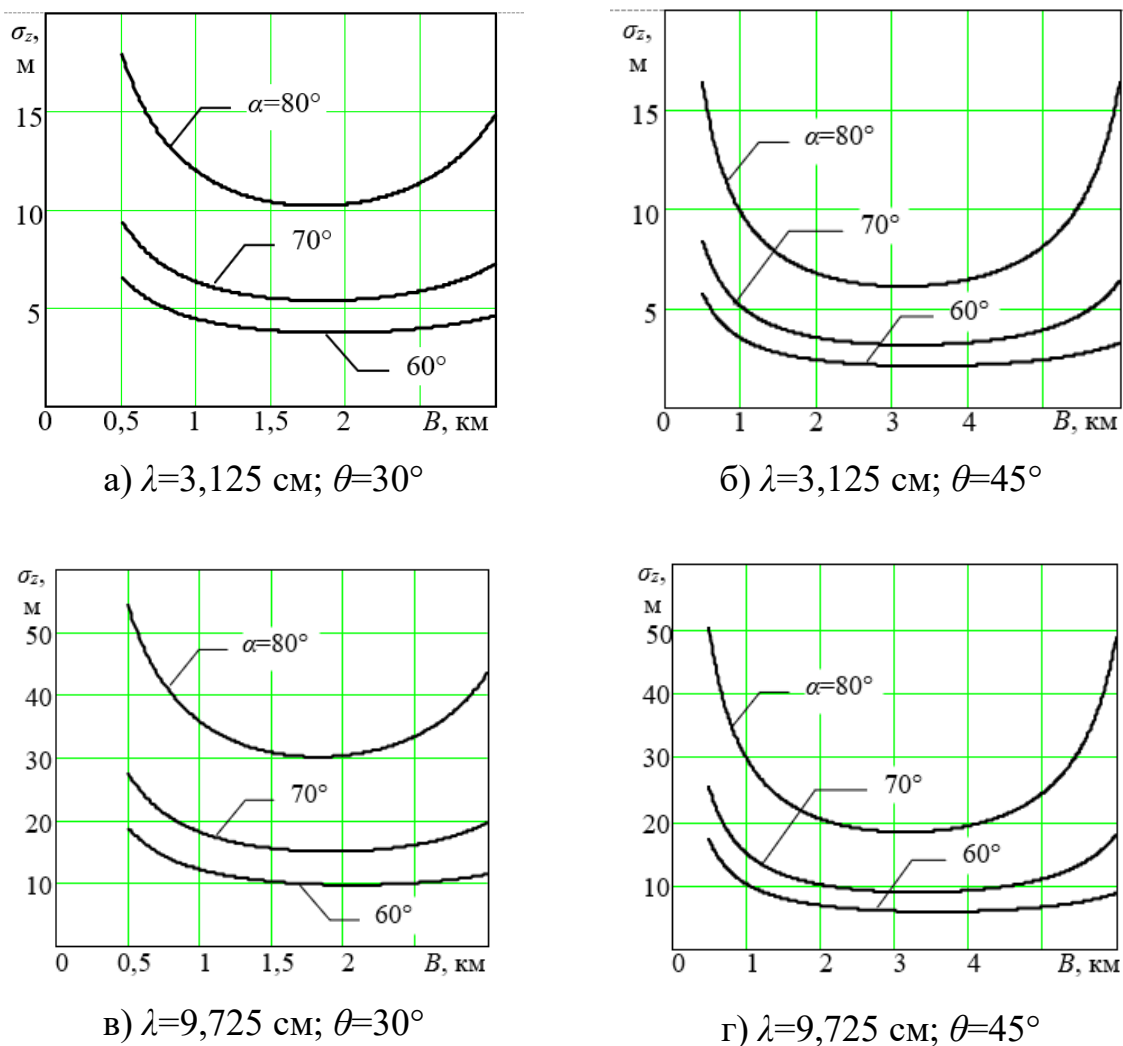 σz,
м
15
10
5
α=80°
70°
60°
0 0,5 1 1,5 2 B, км
а) λ=3,125 см; θ=30°
σz,
м
15
10
5
α=80°
70°
60°
0 1 2 3 4 B, км
б) λ=3,125 см; θ=45°
σz,
м
50
40
30
20
10
α=80°
70°
60°
0 0,5 1 1,5 2 B, км
в) λ=9,725 см; θ=30°
σz,
м
50
40
30
20
10
α=80°
70°
60°
0 1 2 3 4 B, км
г) λ=9,725 см; θ=45°